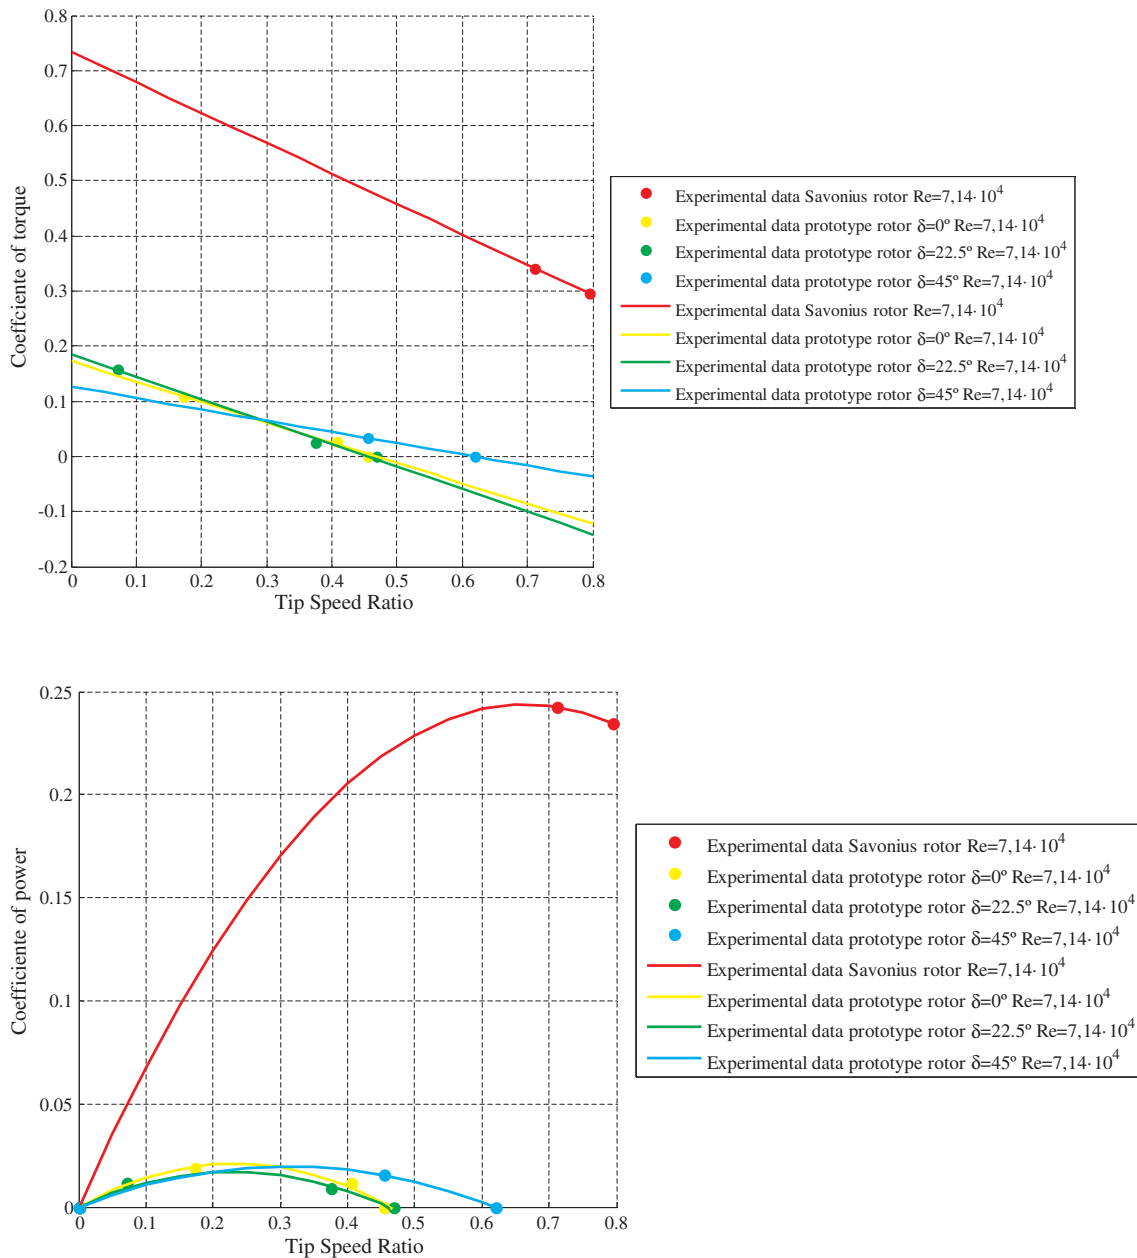 0.8
0.7
0.6
0.5
0.4
0.3
0.2
0.1
0
-0.1
-0.2
Coeffciente of torque
0 0.1 0.2 0.3 0.4 0.5 0.6 0.7 0.8
Tip Speed Ratio
Experimental data Savonius rotor Re=7,14·10^4
Experimental data prototype rotor δ=0º Re=7,14·10^4
Experimental data prototype rotor δ=22.5º Re=7,14·10^4
Experimental data prototype rotor δ=45º Re=7,14·10^4
Experimental data Savonius rotor Re=7,14·10^4
Experimental data prototype rotor δ=0º Re=7,14·10^4
Experimental data prototype rotor δ=22.5º Re=7,14·10^4
Experimental data prototype rotor δ=45º Re=7,14·10^4
0.25
0.2
0.15
0.1
0.05
0
Coefficiente of power
0 0.1 0.2 0.3 0.4 0.5 0.6 0.7 0.8
Tip Speed Ratio
Experimental data Savonius rotor Re=7,14·10^4
Experimental data prototype rotor δ=0º Re=7,14·10^4
Experimental data prototype rotor δ=22.5º Re=7,14·10^4
Experimental data prototype rotor δ=45º Re=7,14·10^4
Experimental data Savonius rotor Re=7,14·10^4
Experimental data prototype rotor δ=0º Re=7,14·10^4
Experimental data prototype rotor δ=22.5º Re=7,14·10^4
Experimental data prototype rotor δ=45º Re=7,14·10^4